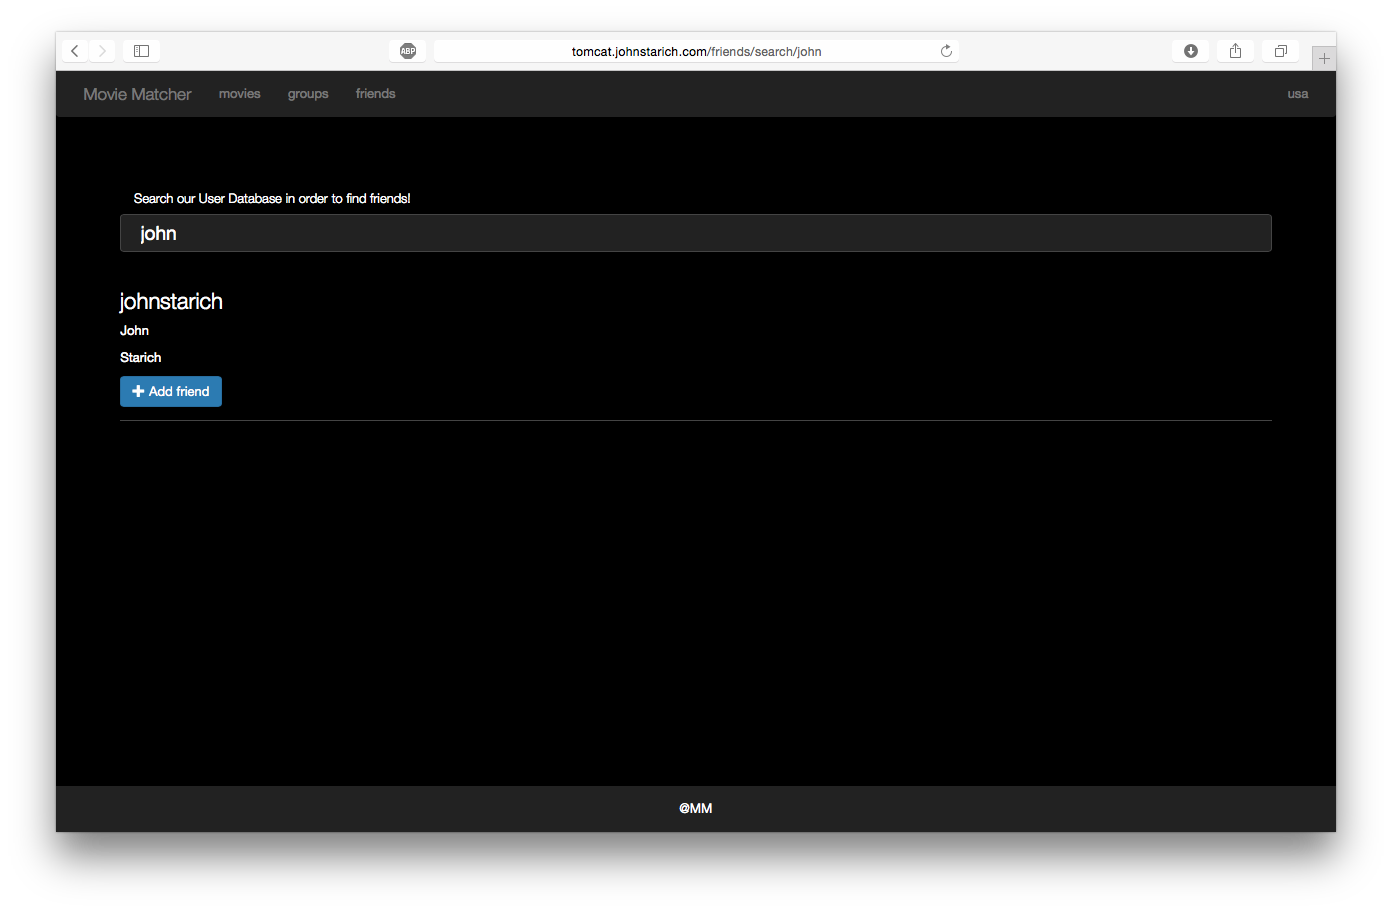 ABP
tomcat.johnstarich.com/friends/search/john
Movie Matcher movies groups friends usa
Search our User Database in order to find friends!
john
johnstarich
John
Starich
Add friend
@MM